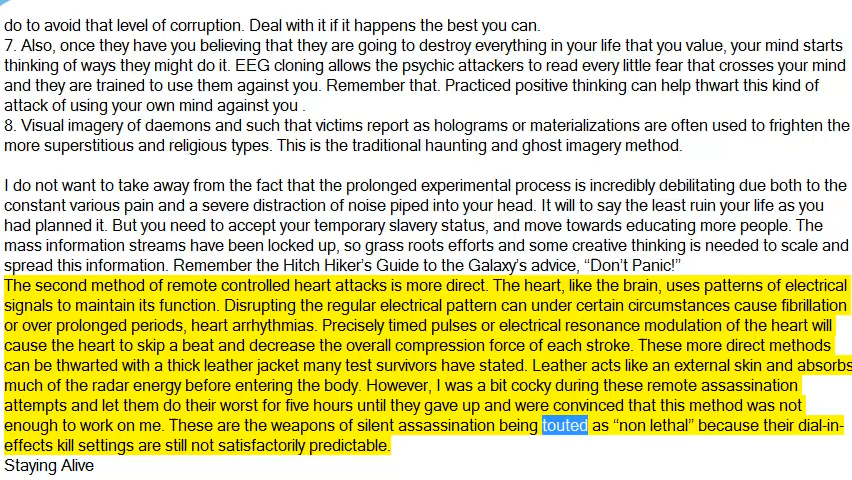 do to avoid that level of corruption. Deal with it if it happens the best you can.
7. Also, once they have you believing that they are going to destroy everything in your life that you value, your mind starts
thinking of ways they might do it. EEG cloning allows the psychic attackers to read every little fear that crosses your mind
and they are trained to use them against you. Remember that. Practiced positive thinking can help thwart this kind of
attack of using your own mind against you .
8. Visual imagery of daemons and such that victims report as holograms or materializations are often used to frighten the
more superstitious and religious types. This is the traditional haunting and ghost imagery method.
I do not want to take away from the fact that the prolonged experimental process is incredibly debilitating due both to the
constant various pain and a severe distraction of noise piped into your head. It will to say the least ruin your life as you
had planned it. But you need to accept your temporary slavery status, and move towards educating more people. The
mass information streams have been locked up, so grass roots efforts and some creative thinking is needed to scale and
spread this information. Remember the Hitch Hiker's Guide to the Galaxy's advice, “Don't Panic!”
The second method of remote controlled heart attacks is more direct. The heart, like the brain, uses patterns of electrical
signals to maintain its function. Disrupting the regular electrical pattern can under certain circumstances cause fibrillation
or over prolonged periods, heart arrhythmias. Precisely timed pulses or electrical resonance modulation of the heart will
cause the heart to skip a beat and decrease the overall compression force of each stroke. These more direct methods
can be thwarted with a thick leather jacket many test survivors have stated. Leather acts like an external skin and absorbs
much of the radar energy before entering the body. However, I was a bit cocky during these remote assassination
attempts and let them do their worst for five hours until they gave up and were convinced that this method was not
enough to work on me. These are the weapons of silent assassination being touted as “non lethal” because their dial-in-
effects kill settings are still not satisfactorily predictable.
Staying Alive